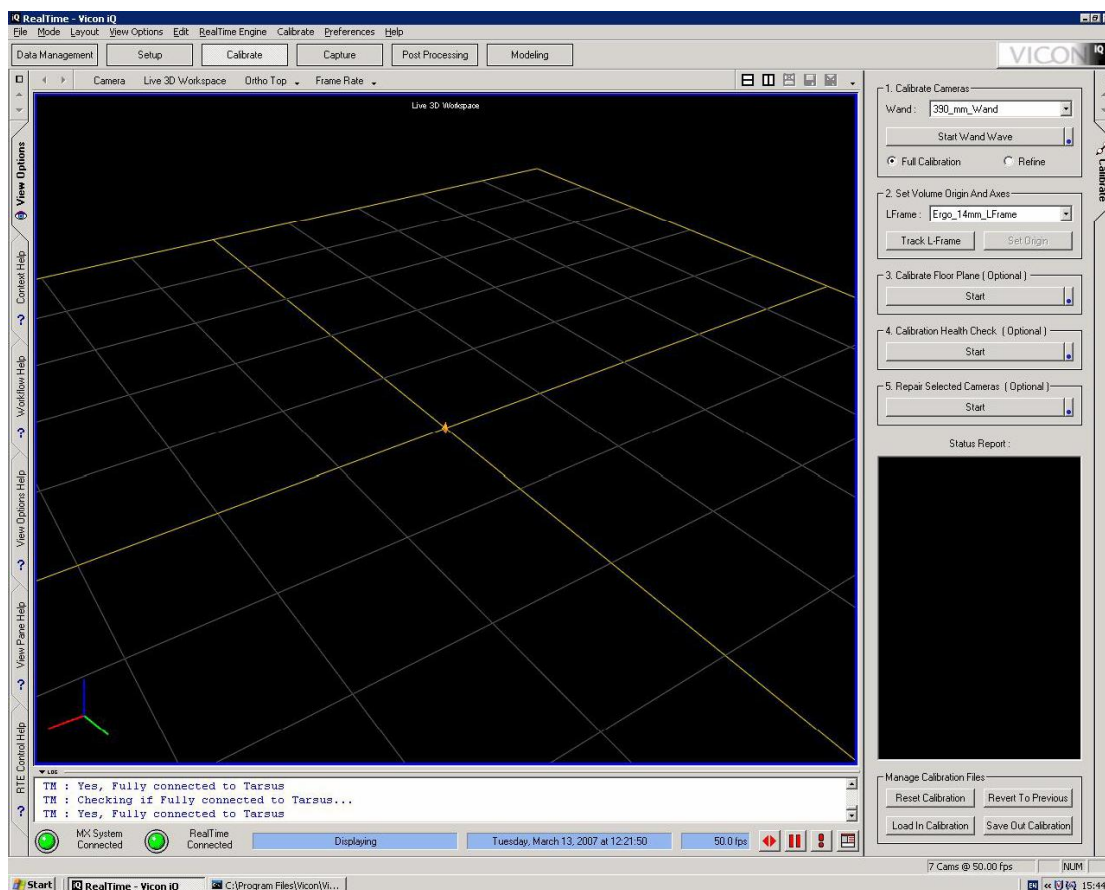 RealTime - Vicon iQ
File Mode Layout View Options Edit RealTime Engine Calibrate Preferences Help
Data Management Setup Calibrate Capture Post Processing Modeling
VICON iQ
Camera Live 3D Workspace Ortho Top Frame Rate
Live 3D Workspace
View Options
Context Help
Workflow Help
View Options Help
View Pane Help
RTE Control Help
Calibrate
1. Calibrate Cameras
Wand : 390_mm_Wand
Start Wand Wave
Full Calibration Refine
2. Set Volume Origin And Axes
LFrame : Ergo_14mm_LFrame
Track L-Frame Set Origin
3. Calibrate Floor Plane ( Optional )
Start
4. Calibration Health Check ( Optional )
Start
5. Repair Selected Cameras ( Optional )
Start
Status Report :
Manage Calibration Files
Reset Calibration Revert To Previous
Load In Calibration Save Out Calibration
LOG
TM : Yes, Fully connected to Tarsus
TM : Checking if Fully connected to Tarsus...
TM : Yes, Fully connected to Tarsus
MX System Connected RealTime Connected Displaying Tuesday, March 13, 2007 at 12:21:50 50.0 fps
7 Cams @ 50.00 fps NUM
Start RealTime - Vicon iQ C:\Program Files\Vicon\Vi... EN 15:44